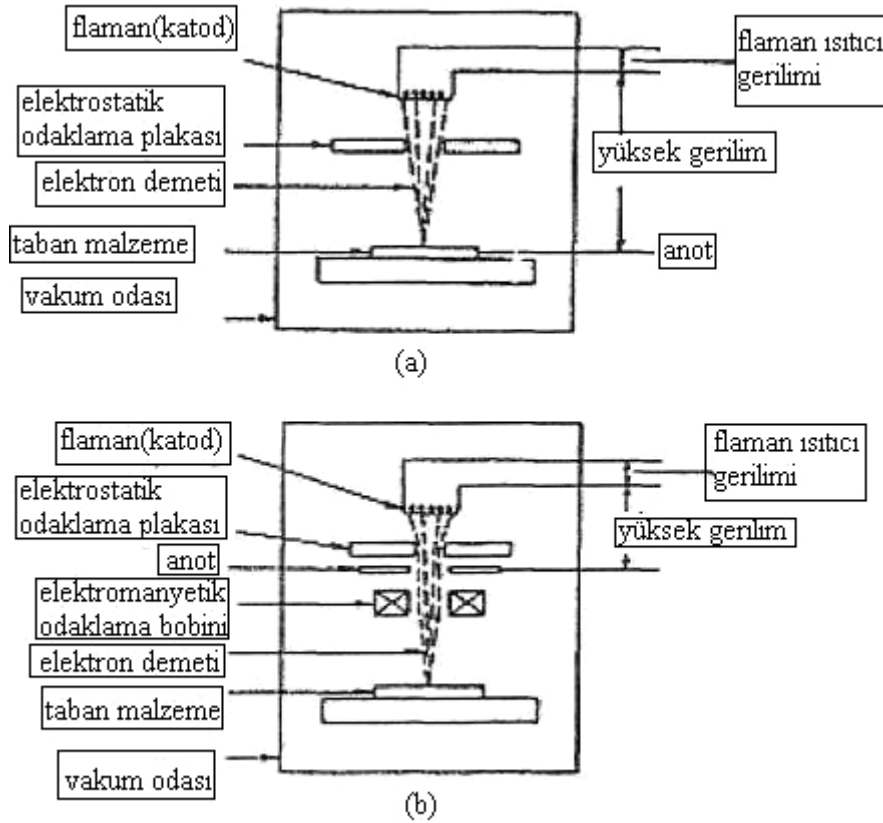 flaman(katod)
flaman ısıtıcı
gerilimi
elektrostatik
odaklama plakası
yüksek gerilim
elektron demeti
taban malzeme
anot
vakum odası
(a)
flaman(katod)
flaman ısıtıcı
gerilimi
elektrostatik
odaklama plakası
yüksek gerilim
anot
elektromanyetik
odaklama bobini
elektron demeti
taban malzeme
vakum odası
(b)